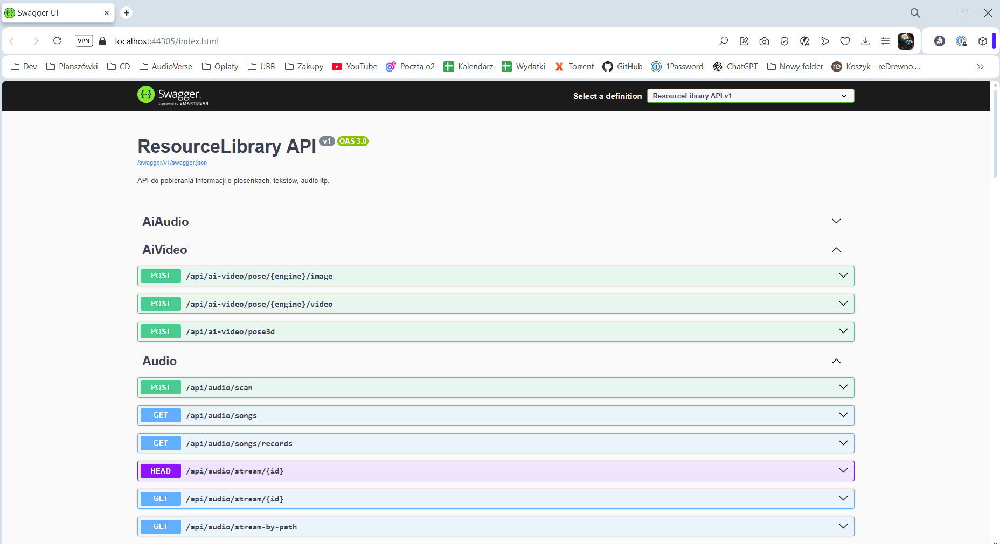 Swagger UI
VPN localhost:44305/index.html
Dev Planszówki CD AudioVerse Opłaty UBB Zakupy YouTube Poczta o2 Kalendarz Wydatki Torrent GitHub 1Password ChatGPT Nowy folder Koszyk - reDrewno....
Swagger Select a definition ResourceLibrary API v1
Supported by SMARTBEAR
ResourceLibrary API v1 OAS 3.0
/swagger/v1/swagger.json
API do pobierania informacji o piosenkach, tekstów, audio itp.
AiAudio
AiVideo
POST /api/ai-video/pose/{engine}/image
POST /api/ai-video/pose/{engine}/video
POST /api/ai-video/pose3d
Audio
POST /api/audio/scan
GET /api/audio/songs
GET /api/audio/songs/records
HEAD /api/audio/stream/{id}
GET /api/audio/stream/{id}
GET /api/audio/stream-by-path